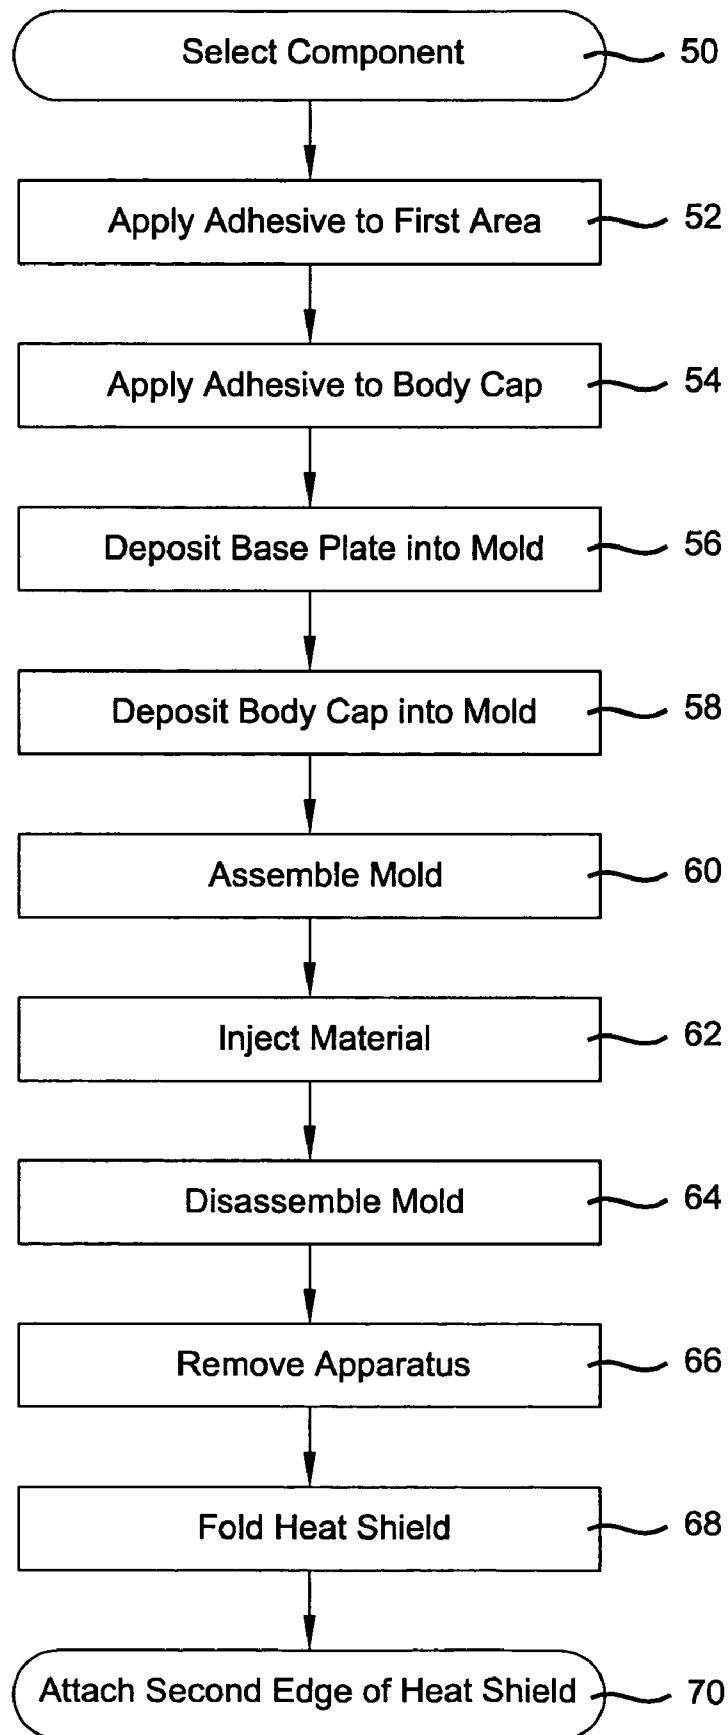 Select Component 50
Apply Adhesive to First Area 52
Apply Adhesive to Body Cap 54
Deposit Base Plate into Mold 56
Deposit Body Cap into Mold 58
Assemble Mold 60
Inject Material 62
Disassemble Mold 64
Remove Apparatus 66
Fold Heat Shield 68
Attach Second Edge of Heat Shield 70